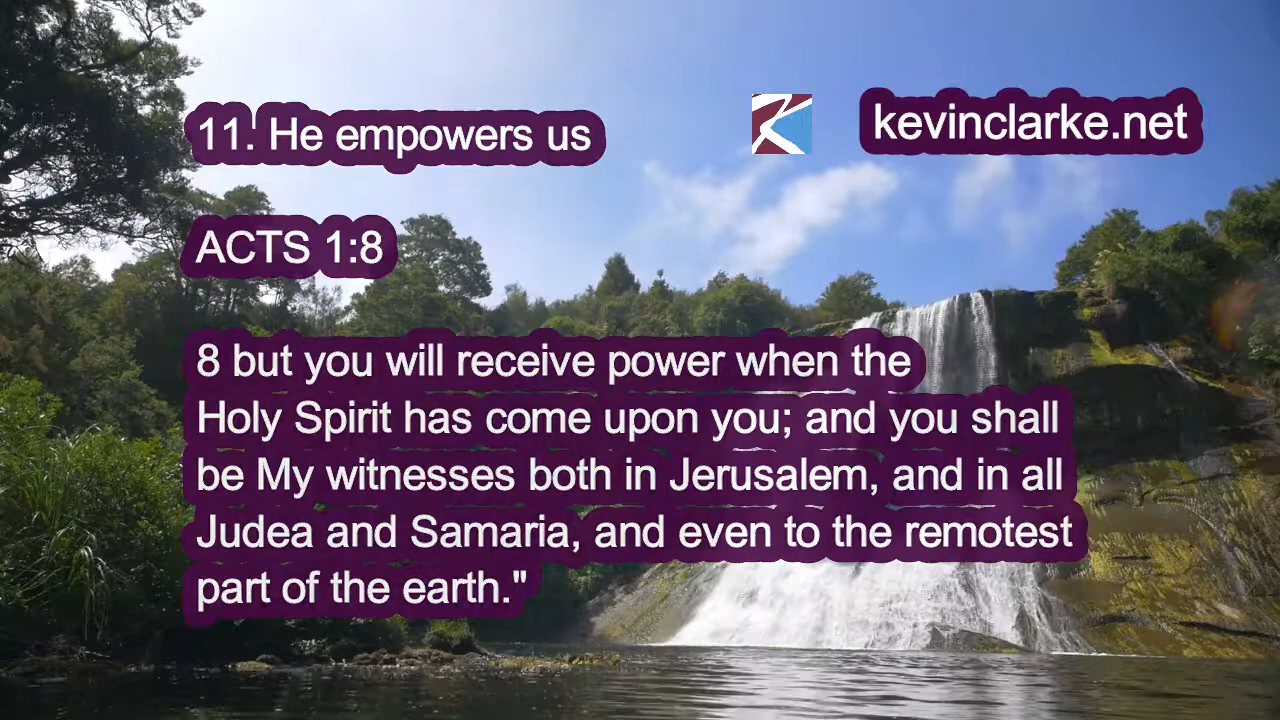 11. He empowers us
kevinclarke.net
ACTS 1:8
8 but you will receive power when the
Holy Spirit has come upon you; and you shall
be My witnesses both in Jerusalem, and in all
Judea and Samaria, and even to the remotest
part of the earth."